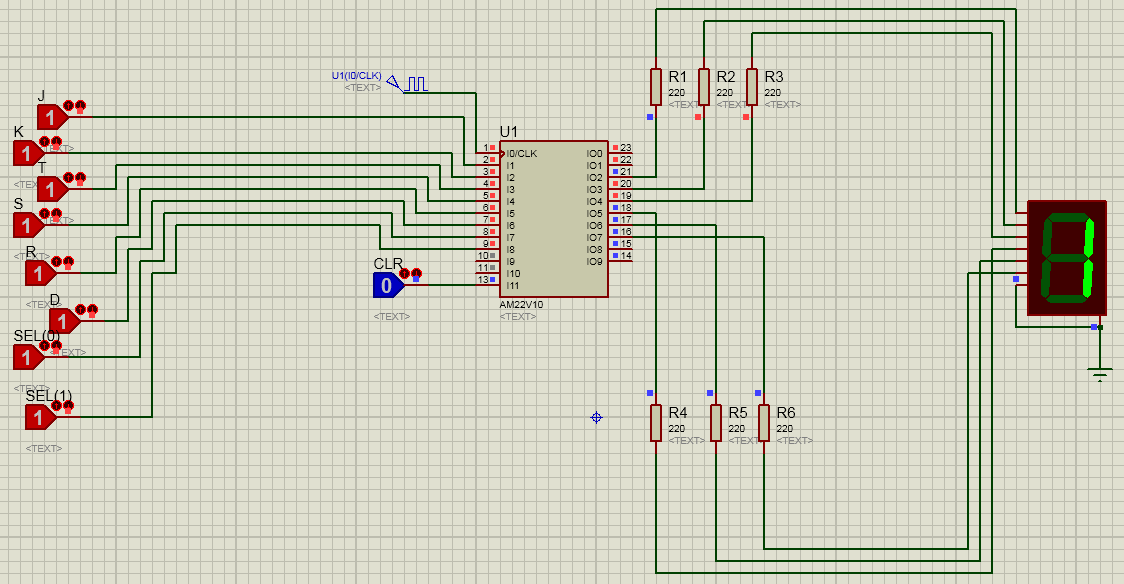 J
1
K
1
<TEXT>
T
1
<TEXT>
S
1
<TEXT>
R
1
<TEXT>
D
1
<TEXT>
SEL(0)
1
<TEXT>
SEL(1)
1
<TEXT>
U1(I0/CLK)
<TEXT>
CLR
0
<TEXT>
U1
1 I0/CLK IO0 23
2 I1 IO1 22
3 I2 IO2 21
4 I3 IO3 20
5 I4 IO4 19
6 I5 IO5 18
7 I6 IO6 17
8 I7 IO7 16
9 I8 IO8 15
10 I9 IO9 14
11 I10
13 I11
AM22V10
<TEXT>
R1 R2 R3
220 220 220
<TEXT> <TEXT> <TEXT>
R4 R5 R6
220 220 220
<TEXT> <TEXT> <TEXT>
1